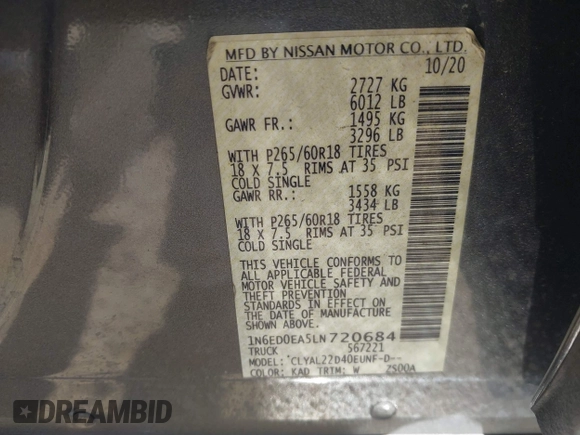 MFD BY NISSAN MOTOR CO., LTD.
DATE: 10/20
GVWR: 2727 KG
6012 LB
GAWR FR.: 1495 KG
3296 LB
WITH P265/60R18 TIRES
18 X 7.5 RIMS AT 35 PSI
COLD SINGLE
GAWR RR.: 1558 KG
3434 LB
WITH P265/60R18 TIRES
18 X 7.5 RIMS AT 35 PSI
COLD SINGLE
THIS VEHICLE CONFORMS TO
ALL APPLICABLE FEDERAL
MOTOR VEHICLE SAFETY AND
THEFT PREVENTION
STANDARDS IN EFFECT ON
THE DATE OF MANUFACTURE
SHOWN ABOVE.
1N6ED0EA5LN720684
TRUCK 567221
MODEL: *CLYAL22D40EUNF-D--
COLOR: KAD TRIM: W 2S00A
DREAMBID